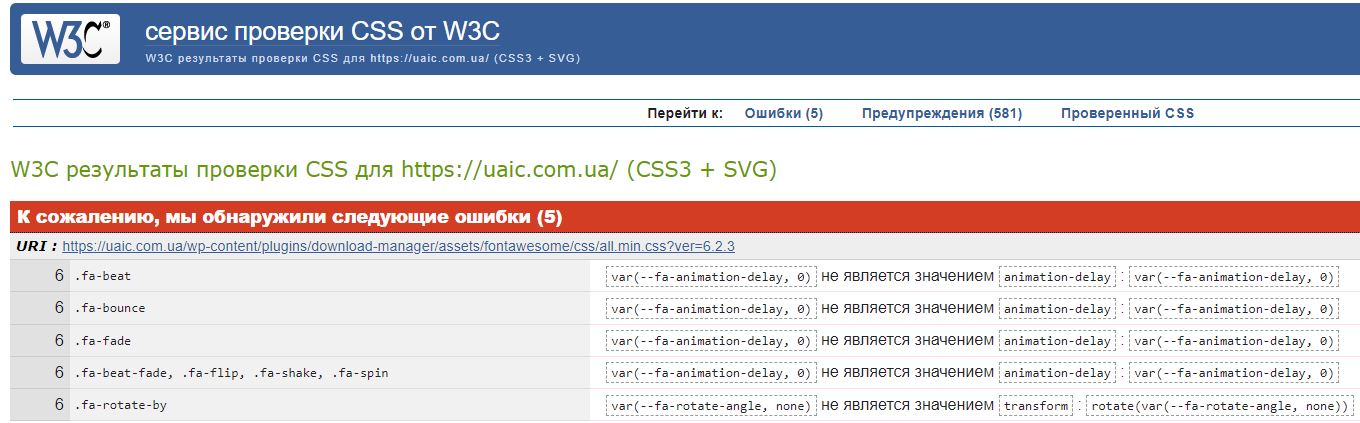 W3C®
сервис проверки CSS от W3C
W3C результаты проверки CSS для https://uaic.com.ua/ (CSS3 + SVG)
Перейти к: Ошибки (5) Предупреждения (581) Проверенный CSS
W3C результаты проверки CSS для https://uaic.com.ua/ (CSS3 + SVG)
К сожалению, мы обнаружили следующие ошибки (5)
URI : https://uaic.com.ua/wp-content/plugins/download-manager/assets/fontawesome/css/all.min.css?ver=6.2.3
6 .fa-beat var(--fa-animation-delay, 0) не является значением animation-delay : var(--fa-animation-delay, 0)
6 .fa-bounce var(--fa-animation-delay, 0) не является значением animation-delay : var(--fa-animation-delay, 0)
6 .fa-fade var(--fa-animation-delay, 0) не является значением animation-delay : var(--fa-animation-delay, 0)
6 .fa-beat-fade, .fa-flip, .fa-shake, .fa-spin var(--fa-animation-delay, 0) не является значением animation-delay : var(--fa-animation-delay, 0)
6 .fa-rotate-by var(--fa-rotate-angle, none) не является значением transform : rotate(var(--fa-rotate-angle, none))